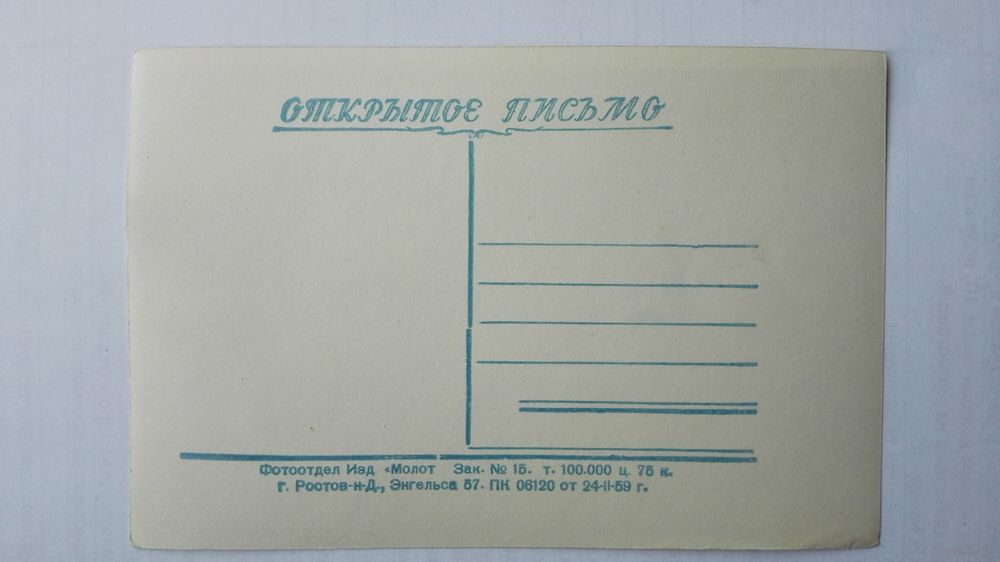 ОТКРЫТОЕ ПИСЬМО
Фотоотдел Изд «Молот Зак. № 15. т. 100.000 ц. 75 к.
г. Ростов-н-Д., Энгельса 57. ПК 06120 от 24-II-59 г.